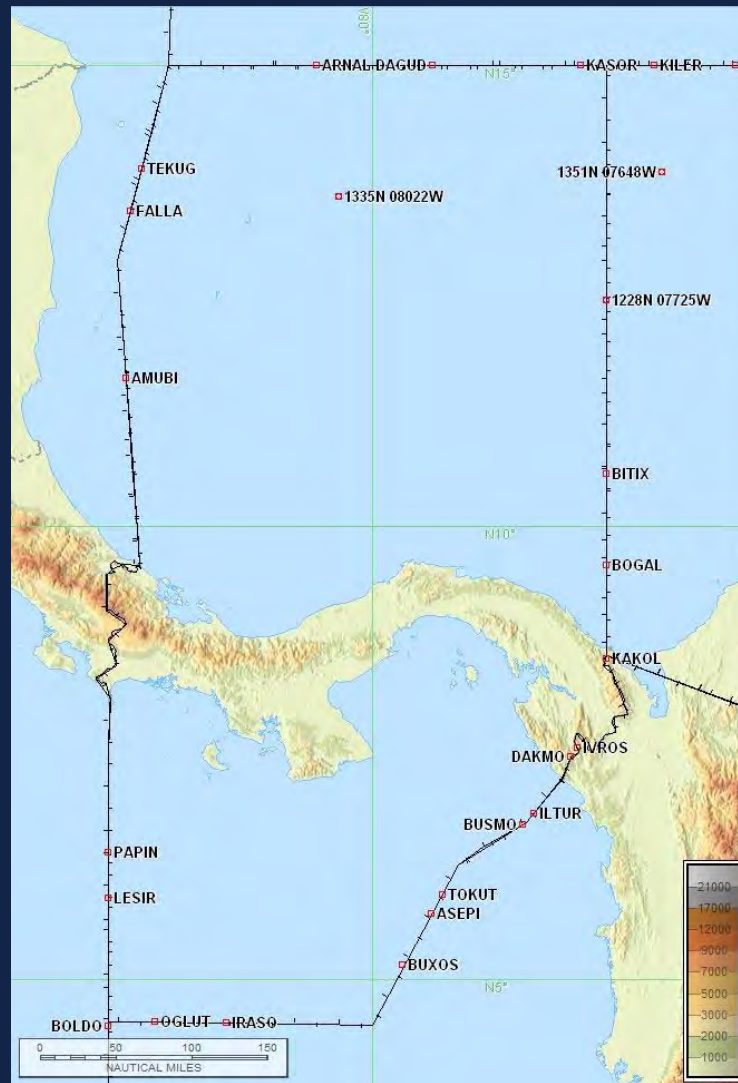 W80°
ARNAL DAGUD
KASOR
KILER
N15°
TEKUG
1351N 07648W
1335N 08022W
FALLA
1228N 07725W
AMUBI
BITIX
N10°
BOGAL
KAKOL
IVROS
DAKMO
ILTUR
BUSMO
PAPIN
LESIR
TOKUT
ASEPI
BUXOS
N5°
BOLDO
OGLUT
IRASO
0 50 100 150
NAUTICAL MILES
21000
17000
12000
9000
7000
5000
3000
2000
1000